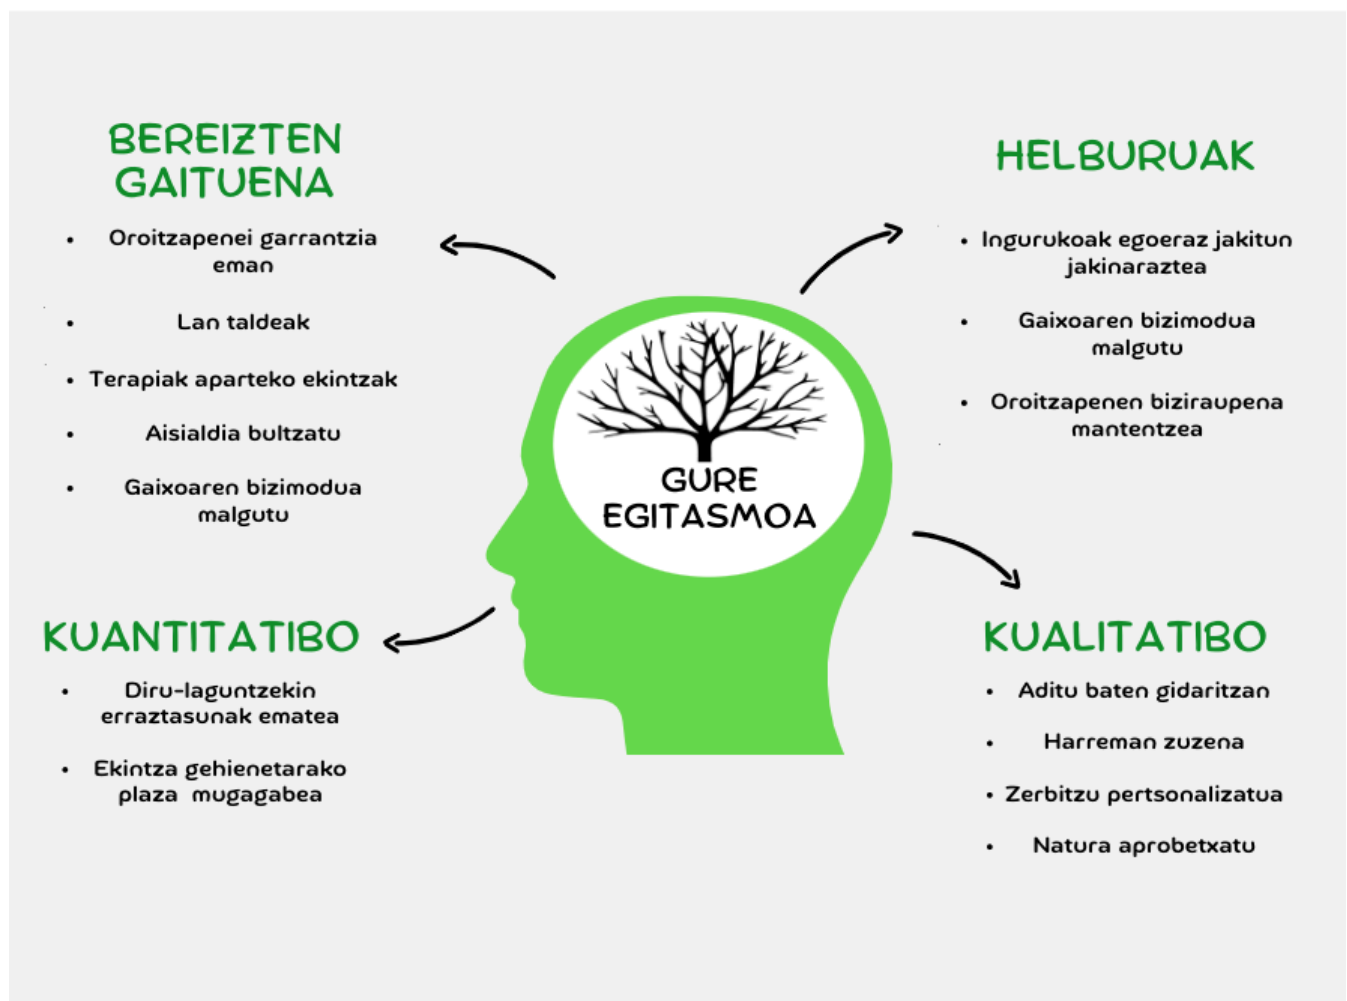 BEREIZTEN
GAITUENA
• Oroitzapenei garrantzia
eman
• Lan taldeak
• Terapiak aparteko ekintzak
• Aisialdia bultzatu
• Gaixoaren bizimodua
malgutu
HELBURUAK
• Ingurukoak egoeraz jakitun
jakinaraztea
• Gaixoaren bizimodua
malgutu
• Oroitzapenen biziraupena
mantentzea
GURE
EGITASMOA
KUANTITATIBO
• Diru-laguntzekin
erraztasunak ematea
• Ekintza gehienetarako
plaza mugagabea
KUALITATIBO
• Aditu baten gidaritzan
• Harreman zuzena
• Zerbitzu pertsonalizatua
• Natura aprobetxatu